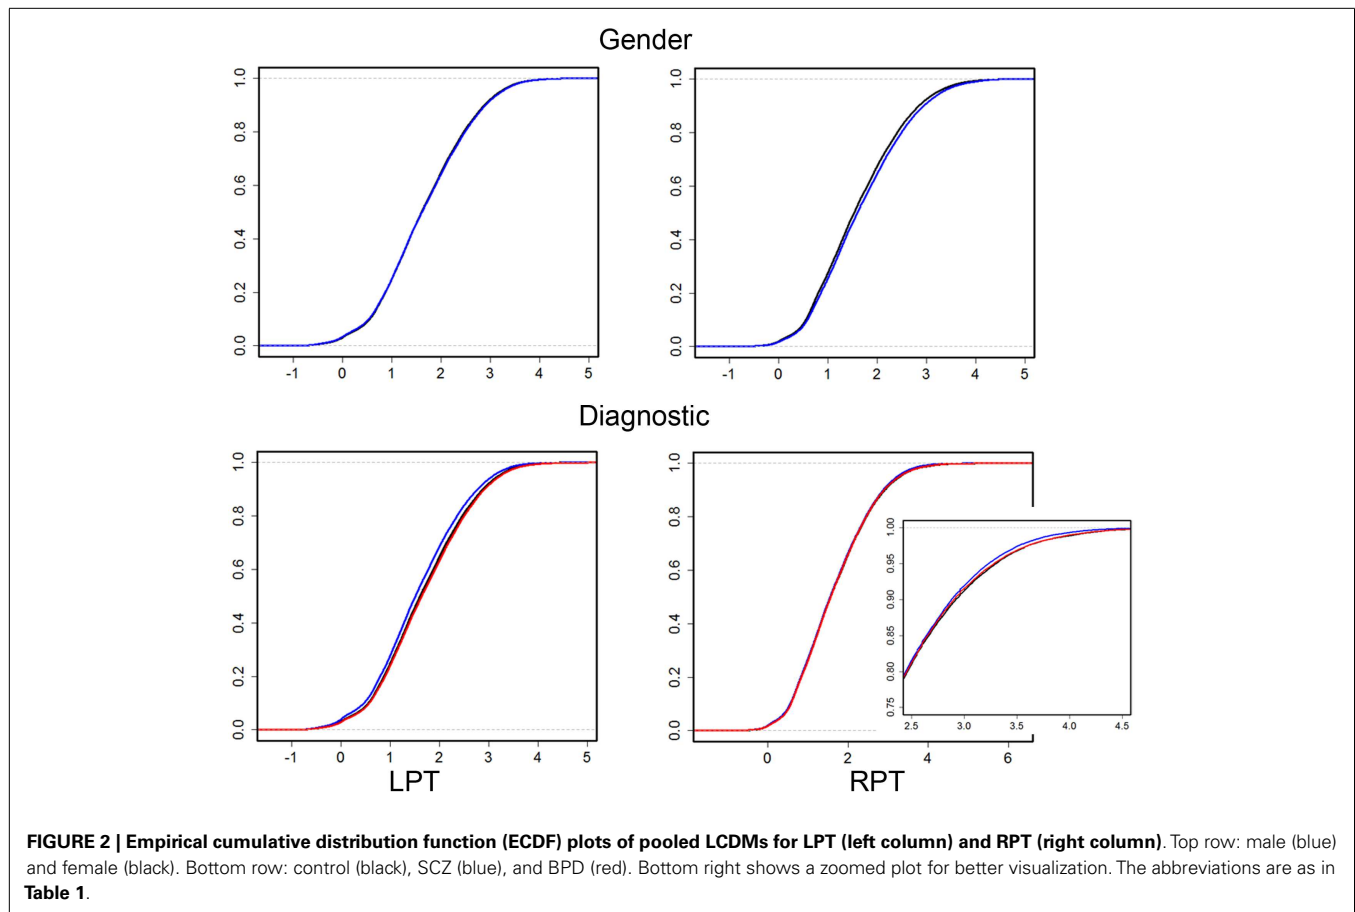 Gender
1.0
0.8
0.6
0.4
0.2
0.0
-1 0 1 2 3 4 5
1.0
0.8
0.6
0.4
0.2
0.0
-1 0 1 2 3 4 5
Diagnostic
1.0
0.8
0.6
0.4
0.2
0.0
-1 0 1 2 3 4 5
LPT
1.0
0.8
0.6
0.4
0.2
0.0
0 2 4 6
RPT
1.00
0.95
0.90
0.85
0.80
0.75
2.5 3.0 3.5 4.0 4.5
FIGURE 2 | Empirical cumulative distribution function (ECDF) plots of pooled LCDMs for LPT (left column) and RPT (right column). Top row: male (blue)
and female (black). Bottom row: control (black), SCZ (blue), and BPD (red). Bottom right shows a zoomed plot for better visualization. The abbreviations are as in
Table 1.